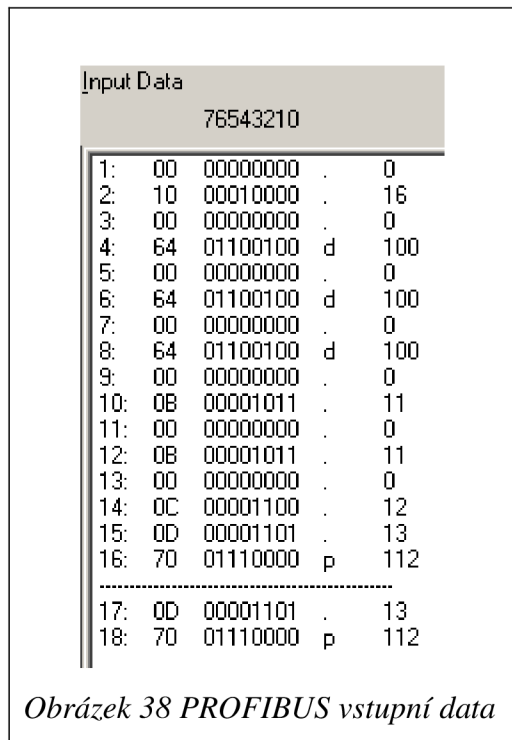 Input Data
76543210
1: 00 00000000 . 0
2: 10 00010000 . 16
3: 00 00000000 . 0
4: 64 01100100 d 100
5: 00 00000000 . 0
6: 64 01100100 d 100
7: 00 00000000 . 0
8: 64 01100100 d 100
9: 00 00000000 . 0
10: 0B 00001011 . 11
11: 00 00000000 . 0
12: 0B 00001011 . 11
13: 00 00000000 . 0
14: 0C 00001100 . 12
15: 0D 00001101 . 13
16: 70 01110000 p 112
17: 0D 00001101 . 13
18: 70 01110000 p 112
Obrázek 38 PROFIBUS vstupní data